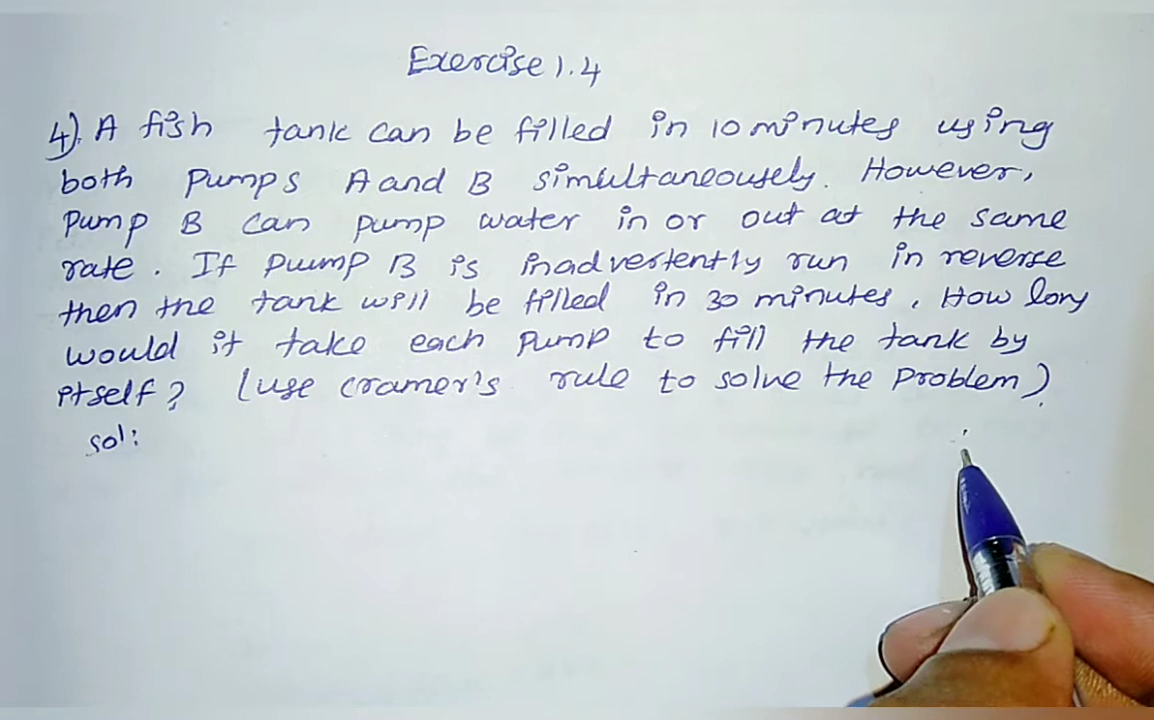 Exercise 1.4
4). A fish tank can be filled in 10 minutes using
both pumps A and B simultaneously. However,
Pump B can pump water in or out at the same
rate. If Pump B is inadvertently run in reverse
then the tank will be filled in 30 minutes. How long
would it take each Pump to fill the tank by
itself? (use cramer's rule to solve the Problem).
Sol: